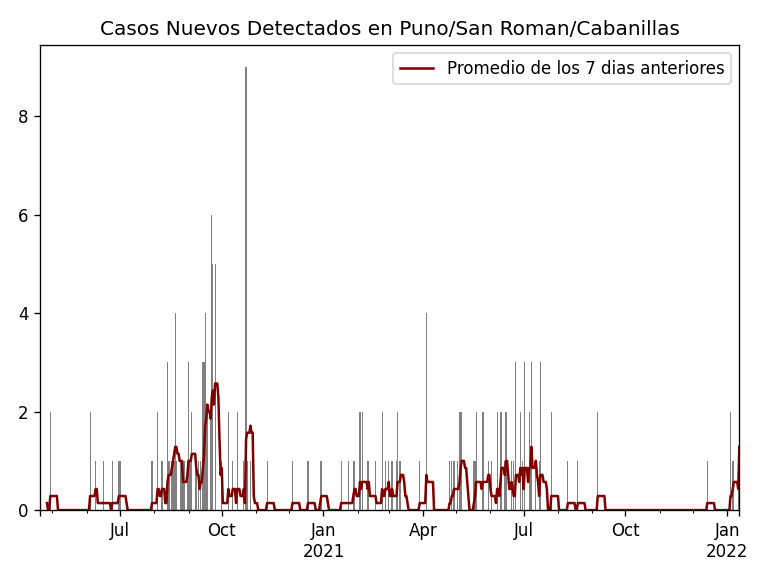 Casos Nuevos Detectados en Puno/San Roman/Cabanillas
Promedio de los 7 dias anteriores
8
6
4
2
0
Jul Oct Jan Apr Jul Oct Jan
2021 2022